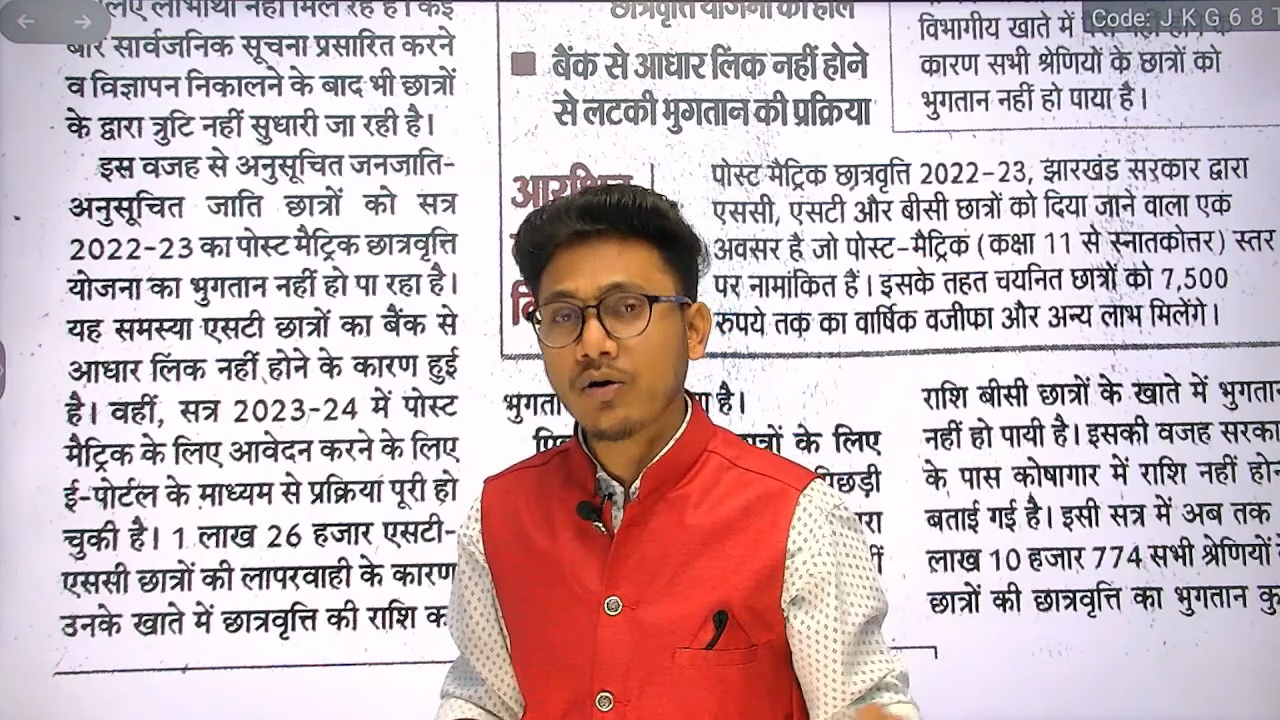 लिए लाभार्थी नहीं मिल रहे हैं। कई
बार सार्वजनिक सूचना प्रसारित करने
व विज्ञापन निकालने के बाद भी छात्रों
के द्वारा त्रुटि नहीं सुधारी जा रही है।
इस वजह से अनुसूचित जनजाति-
अनुसूचित जाति छात्रों को सत्र
2022-23 का पोस्ट मैट्रिक छात्रवृत्ति
योजना का भुगतान नहीं हो पा रहा है।
यह समस्या एसटी छात्रों का बैंक से
आधार लिंक नहीं होने के कारण हुई
है। वहीं, सत्र 2023-24 में पोस्ट
मैट्रिक के लिए आवेदन करने के लिए
ई-पोर्टल के माध्यम से प्रक्रिया पूरी हो
चुकी है। 1 लाख 26 हजार एसटी-
एससी छात्रों की लापरवाही के कारण
उनके खाते में छात्रवृत्ति की राशि
छात्रवृत्ति योजना का हाल
बैंक से आधार लिंक नहीं होने
से लटकी भुगतान की प्रक्रिया
Code: J K G 6 8
विभागीय खाते में
कारण सभी श्रेणियों के छात्रों को
भुगतान नहीं हो पाया है।
पोस्ट मैट्रिक छात्रवृत्ति 2022-23, झारखंड सरकार द्वारा
एससी, एसटी और बीसी छात्रों को दिया जाने वाला एक
अवसर है जो पोस्ट-मैट्रिक (कक्षा 11 से स्नातकोत्तर) स्तर
पर नामांकित हैं। इसके तहत चयनित छात्रों को 7,500
रुपये तक का वार्षिक वजीफा और अन्य लाभ मिलेंगे।
है।
के लिए
राशि बीसी छात्रों के खाते में
नहीं हो पायी है। इसकी वजह
के पास कोषागार में राशि नहीं
बताई गई है। इसी सत्र में अब तक
लाख 10 हजार 774 सभी श्रेणियों
छात्रों की छात्रवृत्ति का भुगतान